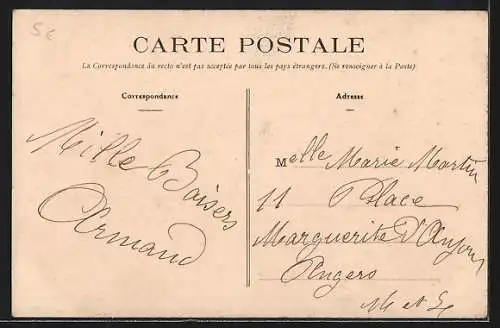 5€
CARTE POSTALE
La Correspondance du recto n'est pas acceptée par tous les pays étrangers. (Se renseigner à la Poste)
Correspondance
Mille Baisers
Armand
Adresse
Melle Marie Martin
11 Place
Marguerite D'Anjou
Angers
M et L